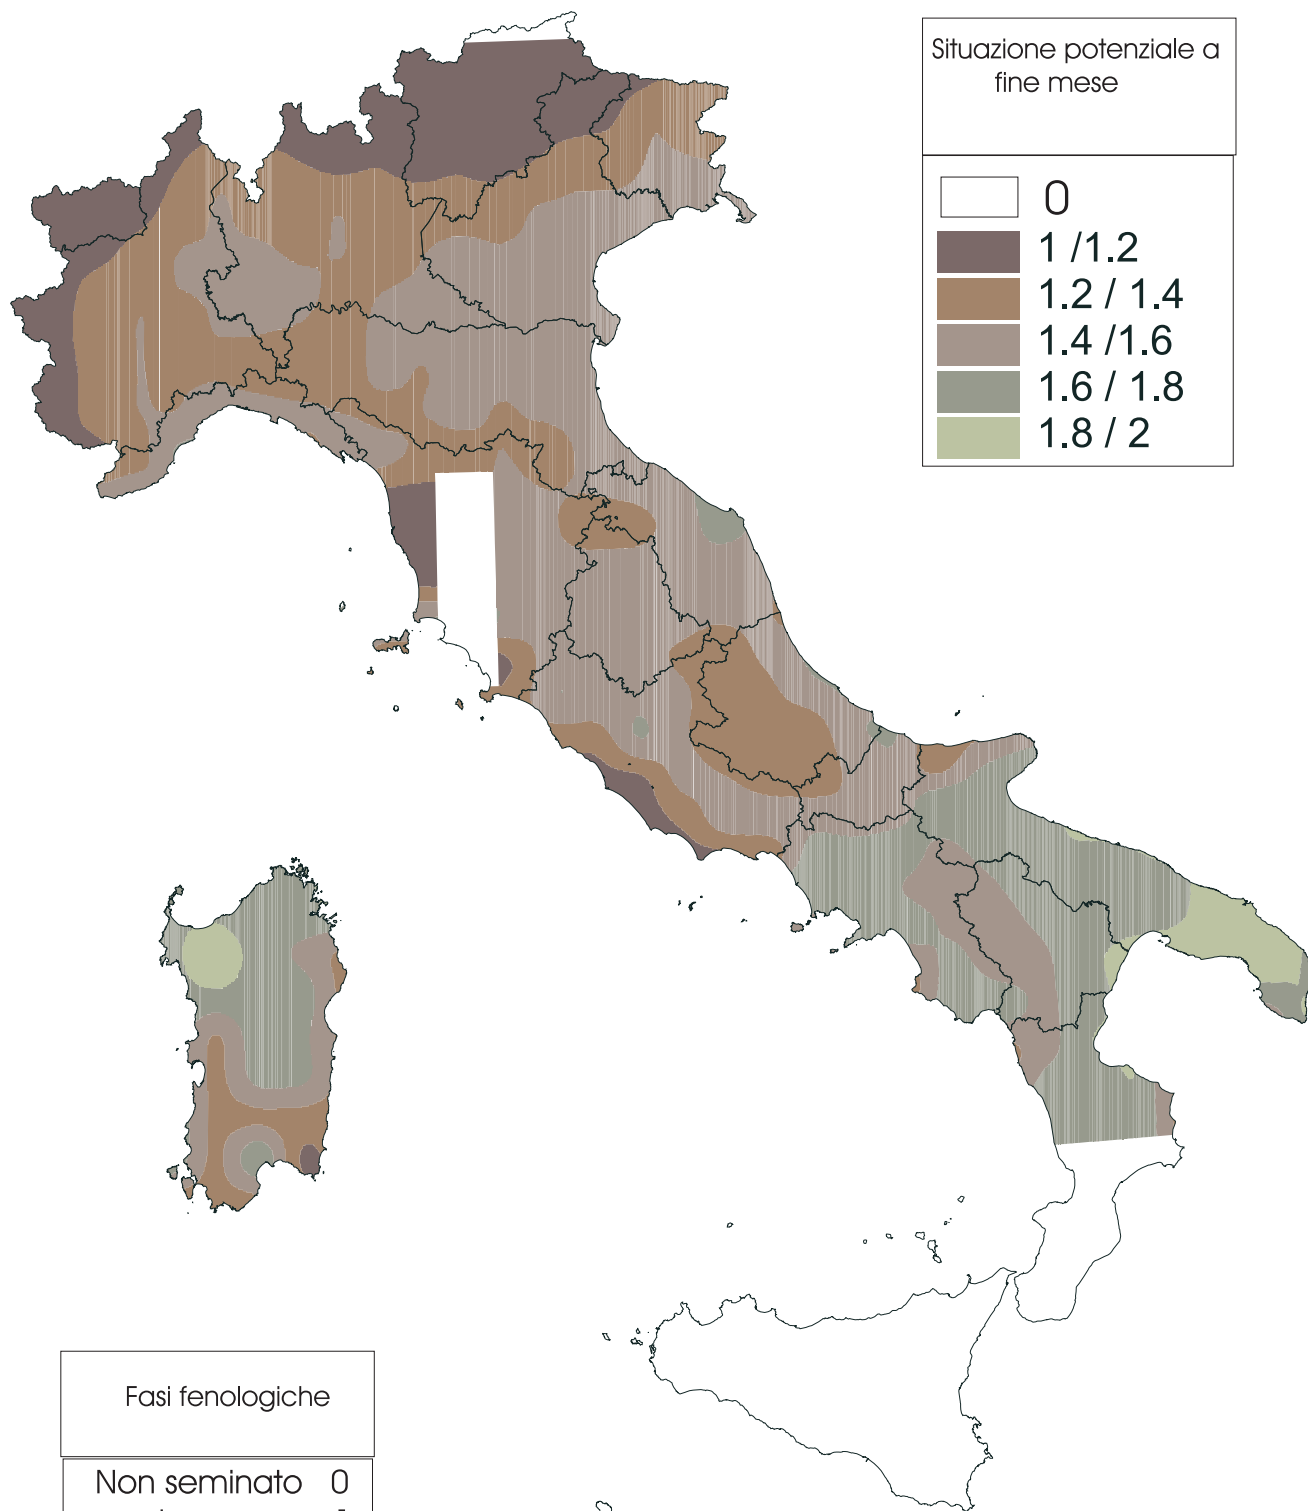 Situazione potenziale a
fine mese
0
1 /1.2
1.2 / 1.4
1.4 /1.6
1.6 / 1.8
1.8 / 2
Fasi fenologiche
Non seminato 0